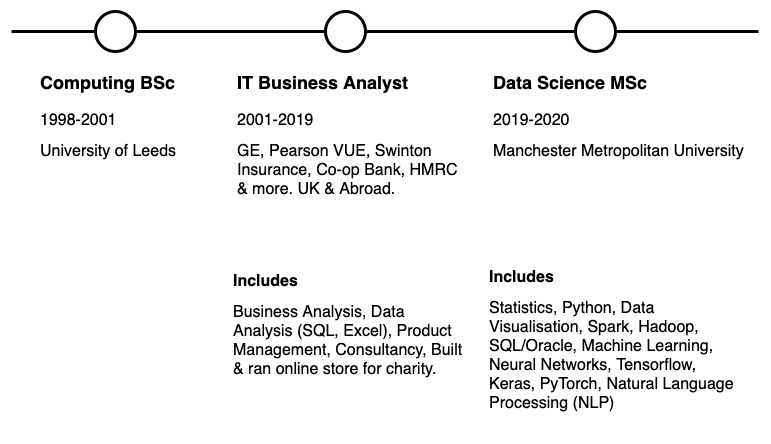 Computing BSc
1998-2001
University of Leeds
IT Business Analyst
2001-2019
GE, Pearson VUE, Swinton
Insurance, Co-op Bank, HMRC
& more. UK & Abroad.
Includes
Business Analysis, Data
Analysis (SQL, Excel), Product
Management, Consultancy, Built
& ran online store for charity.
Data Science MSc
2019-2020
Manchester Metropolitan University
Includes
Statistics, Python, Data
Visualisation, Spark, Hadoop,
SQL/Oracle, Machine Learning,
Neural Networks, Tensorflow,
Keras, PyTorch, Natural Language
Processing (NLP)